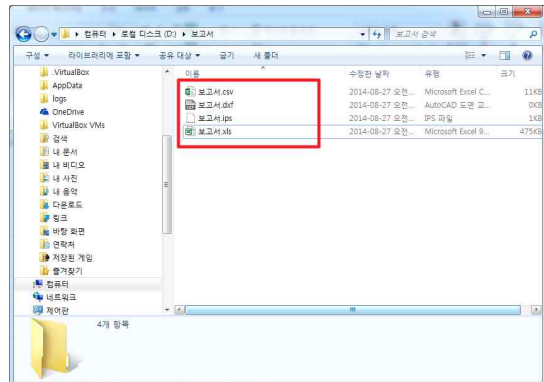 컴퓨터 ▸ 로컬 디스크 (D:) ▸ 보고서
보고서 검색
구성 라이브러리에 포함 공유 대상 굽기 새 폴더
.VirtualBox
AppData
logs
OneDrive
VirtualBox VMs
검색
내 문서
내 비디오
내 사진
내 음악
다운로드
링크
바탕 화면
연락처
저장된 게임
즐겨찾기
컴퓨터
네트워크
제어판
이름 수정한 날짜 유형 크기
보고서.csv 2014-08-27 오전... Microsoft Excel C... 11KB
보고서.dxf 2014-08-27 오전... AutoCAD 도면 교... 0KB
보고서.ips 2014-08-27 오전... IPS 파일 1KB
보고서.xls 2014-08-27 오전... Microsoft Excel 9... 475KB
4개 항목